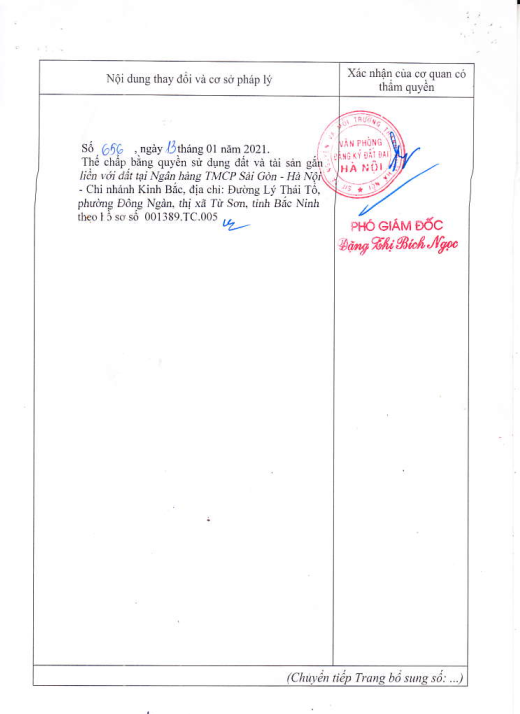 Nội dung thay đổi và cơ sở pháp lý
Xác nhận của cơ quan có
thẩm quyền
Số 656 , ngày 13 tháng 01 năm 2021.
Thế chấp bằng quyền sử dụng đất và tài sản gắn
liền với đất tại Ngân hàng TMCP Sài Gòn - Hà Nội
- Chi nhánh Kinh Bắc, địa chỉ: Đường Lý Thái Tổ,
phường Đông Ngàn, thị xã Từ Sơn, tỉnh Bắc Ninh
theo hồ sơ số 001389.TC.005
VĂN PHÒNG
ĐĂNG KÝ ĐẤT ĐAI
HÀ NỘI
PHÓ GIÁM ĐỐC
Đặng Thị Bích Ngọc
(Chuyển tiếp Trang bổ sung số: ...)